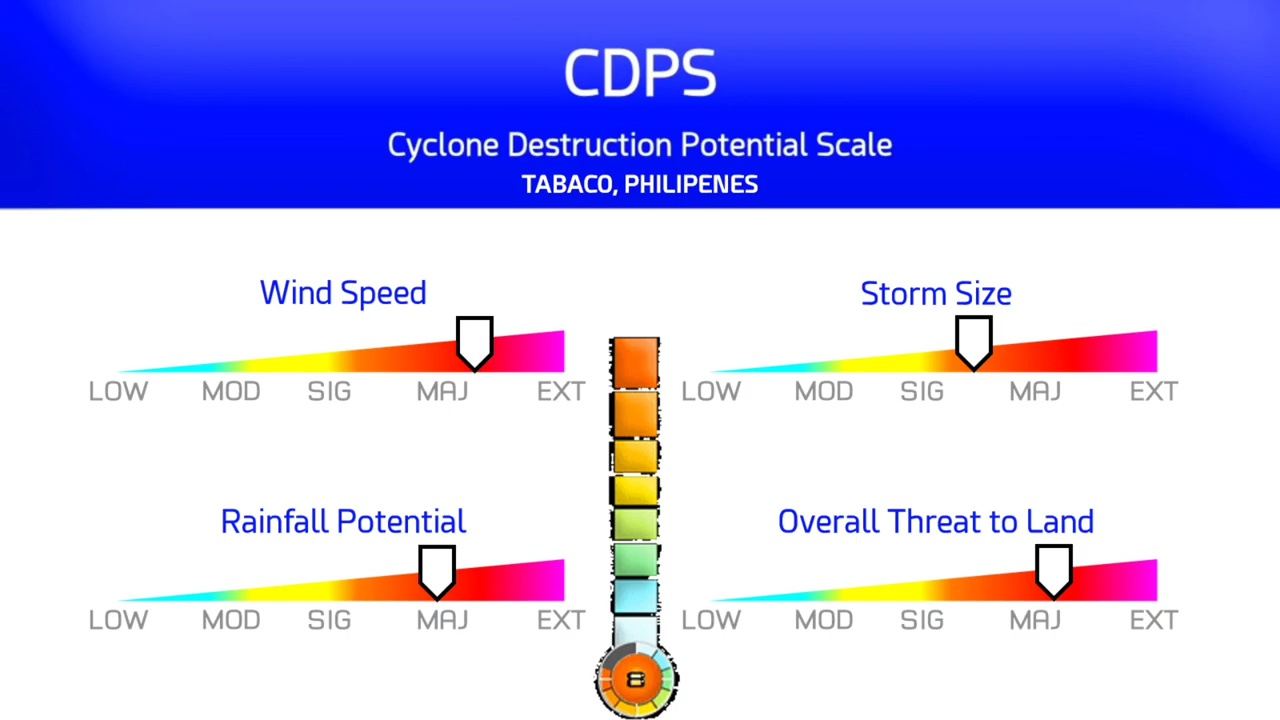 CDPS
Cyclone Destruction Potential Scale
TABACO, PHILIPENES
Wind Speed
LOW MOD SIG MAJ EXT
Storm Size
LOW MOD SIG MAJ EXT
Rainfall Potential
LOW MOD SIG MAJ EXT
Overall Threat to Land
LOW MOD SIG MAJ EXT
8